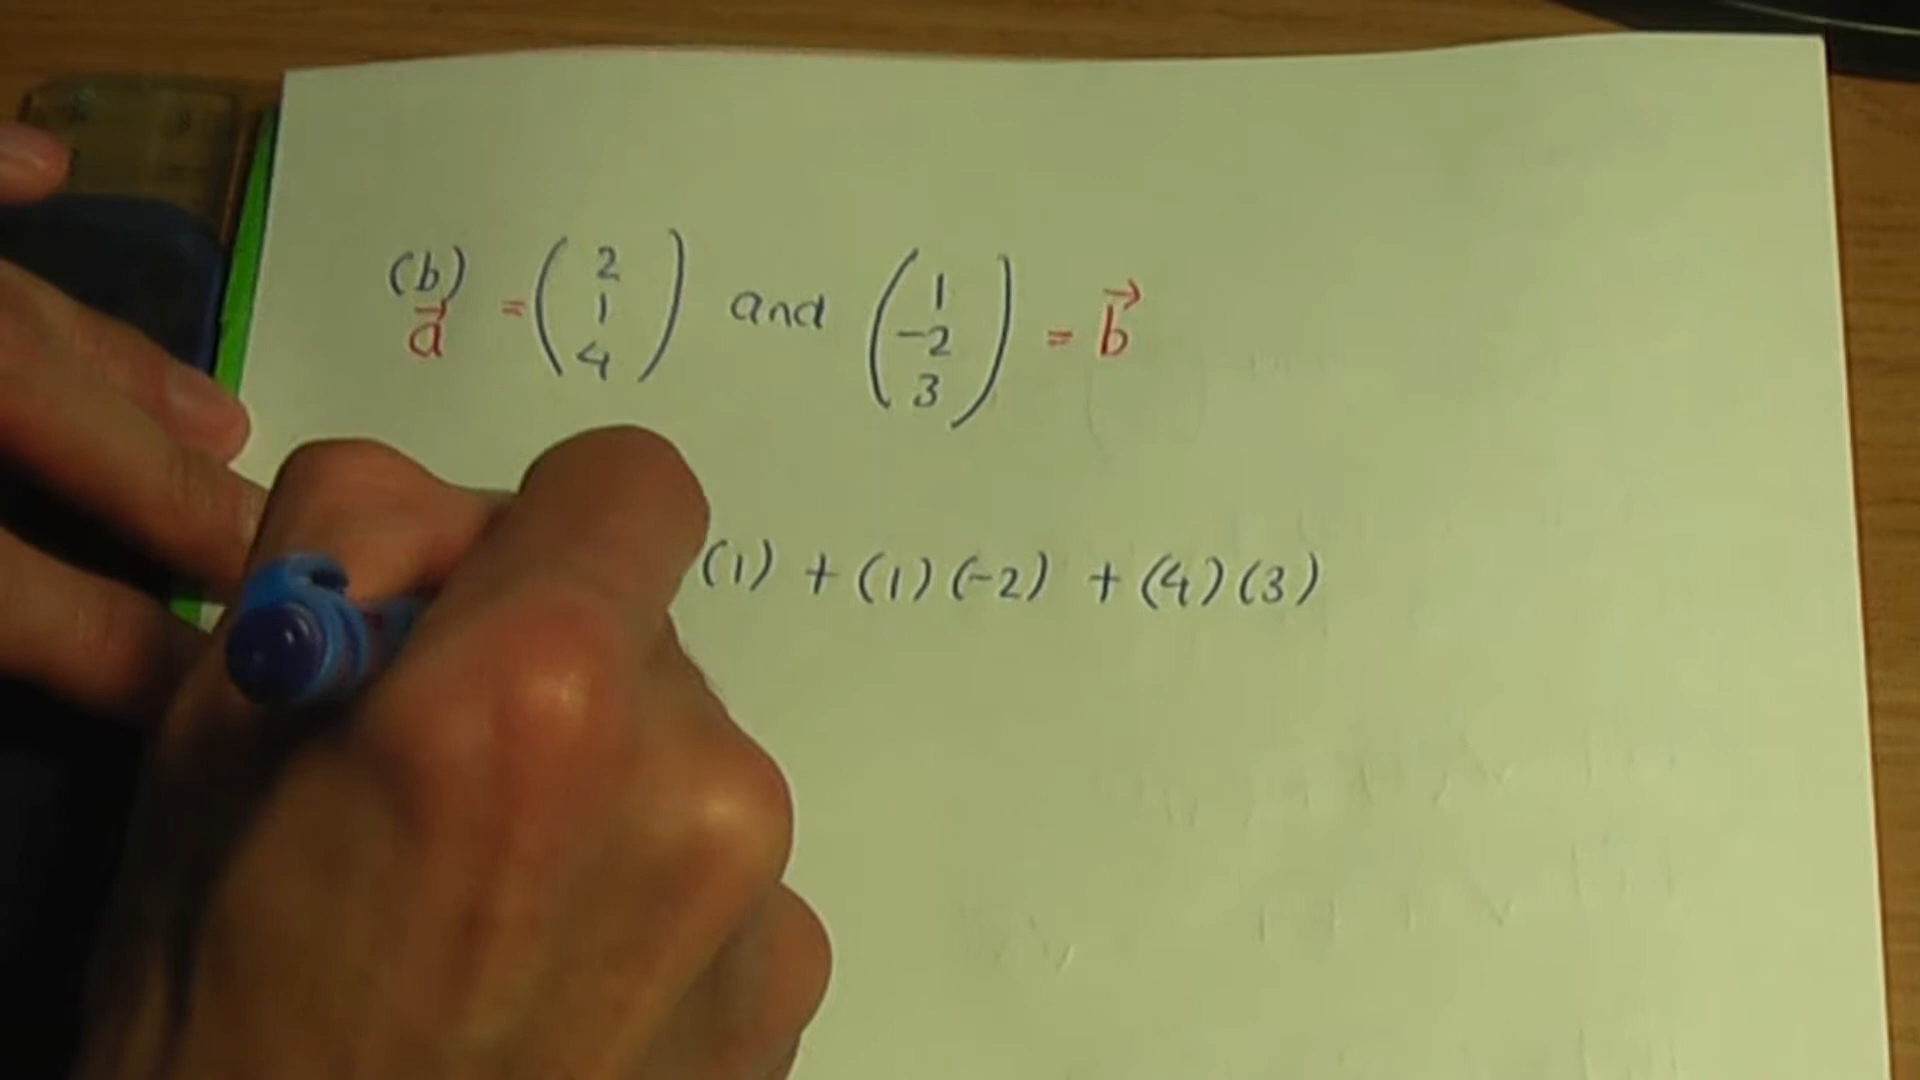 (b)
a⃗ = (2 1 4) and (1 -2 3) = b⃗
(1) + (1)(-2) + (4)(3)